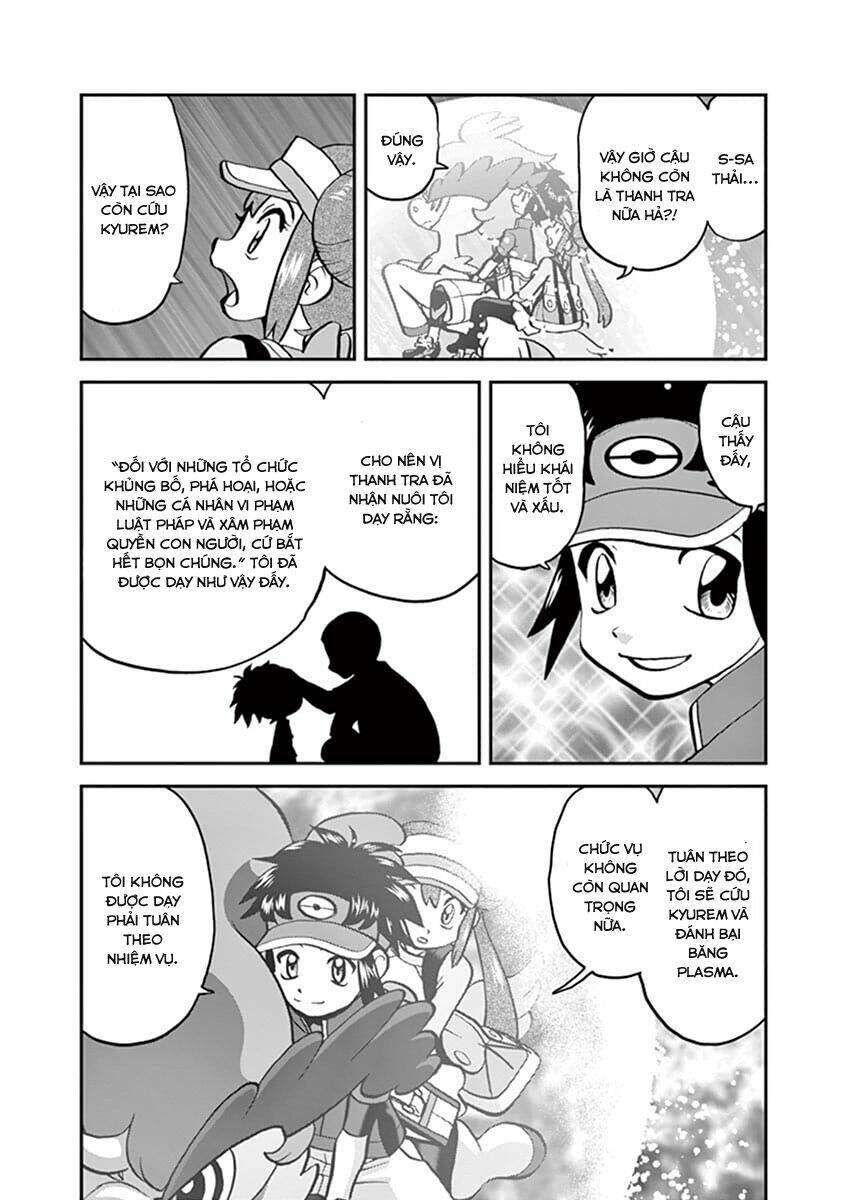 S-SA
THẢI...
VẬY GIỜ CẬU
KHÔNG CÒN
LÀ THANH TRA
NỮA HẢ?!
ĐÚNG
VẬY.
VẬY TẠI SAO
CÒN CỨU
KYUREM?
CẬU
THẤY
ĐẤY,
TÔI
KHÔNG
HIỂU KHÁI
NIỆM TỐT
VÀ XẤU.
CHO NÊN VỊ
THANH TRA ĐÃ
NHẬN NUÔI TÔI
DẠY RẰNG:
"ĐỐI VỚI NHỮNG TỔ CHỨC
KHỦNG BỐ, PHÁ HOẠI, HOẶC
NHỮNG CÁ NHÂN VI PHẠM
LUẬT PHÁP VÀ XÂM PHẠM
QUYỀN CON NGƯỜI, CỨ BẮT
HẾT BỌN CHÚNG." TÔI ĐÃ
ĐƯỢC DẠY NHƯ VẬY ĐẤY.
TUÂN THEO
LỜI DẠY ĐÓ,
TÔI SẼ CỨU
KYUREM VÀ
ĐÁNH BẠI
BĂNG
PLASMA.
CHỨC VỤ
KHÔNG
CÒN QUAN
TRỌNG
NỮA.
TÔI KHÔNG
ĐƯỢC DẠY
PHẢI TUÂN
THEO
NHIỆM VỤ.